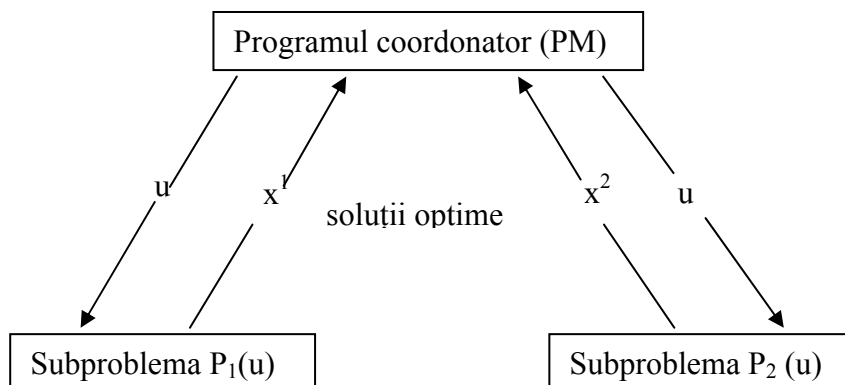 Programul coordonator (PM)
u
x¹
x²
u
soluții optime
Subproblema P₁(u)
Subproblema P₂ (u)